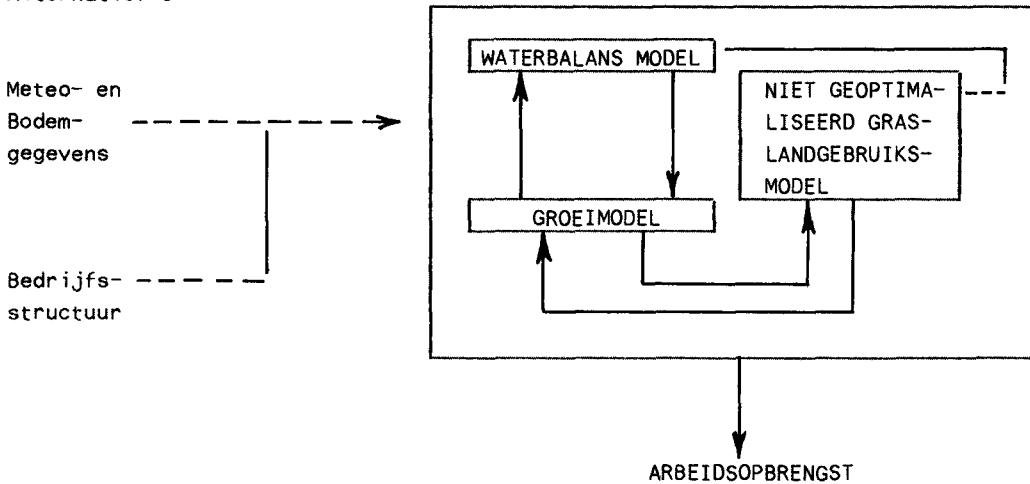 WATERBALANS MODEL
Meteo- en
Bodem-
gegevens
NIET GEOPTIMA-
LISEERD GRAS-
LANDGEBRUIKS-
MODEL
GROEIMODEL
Bedrijfs-
structuur
ARBEIDSOPBRENGST